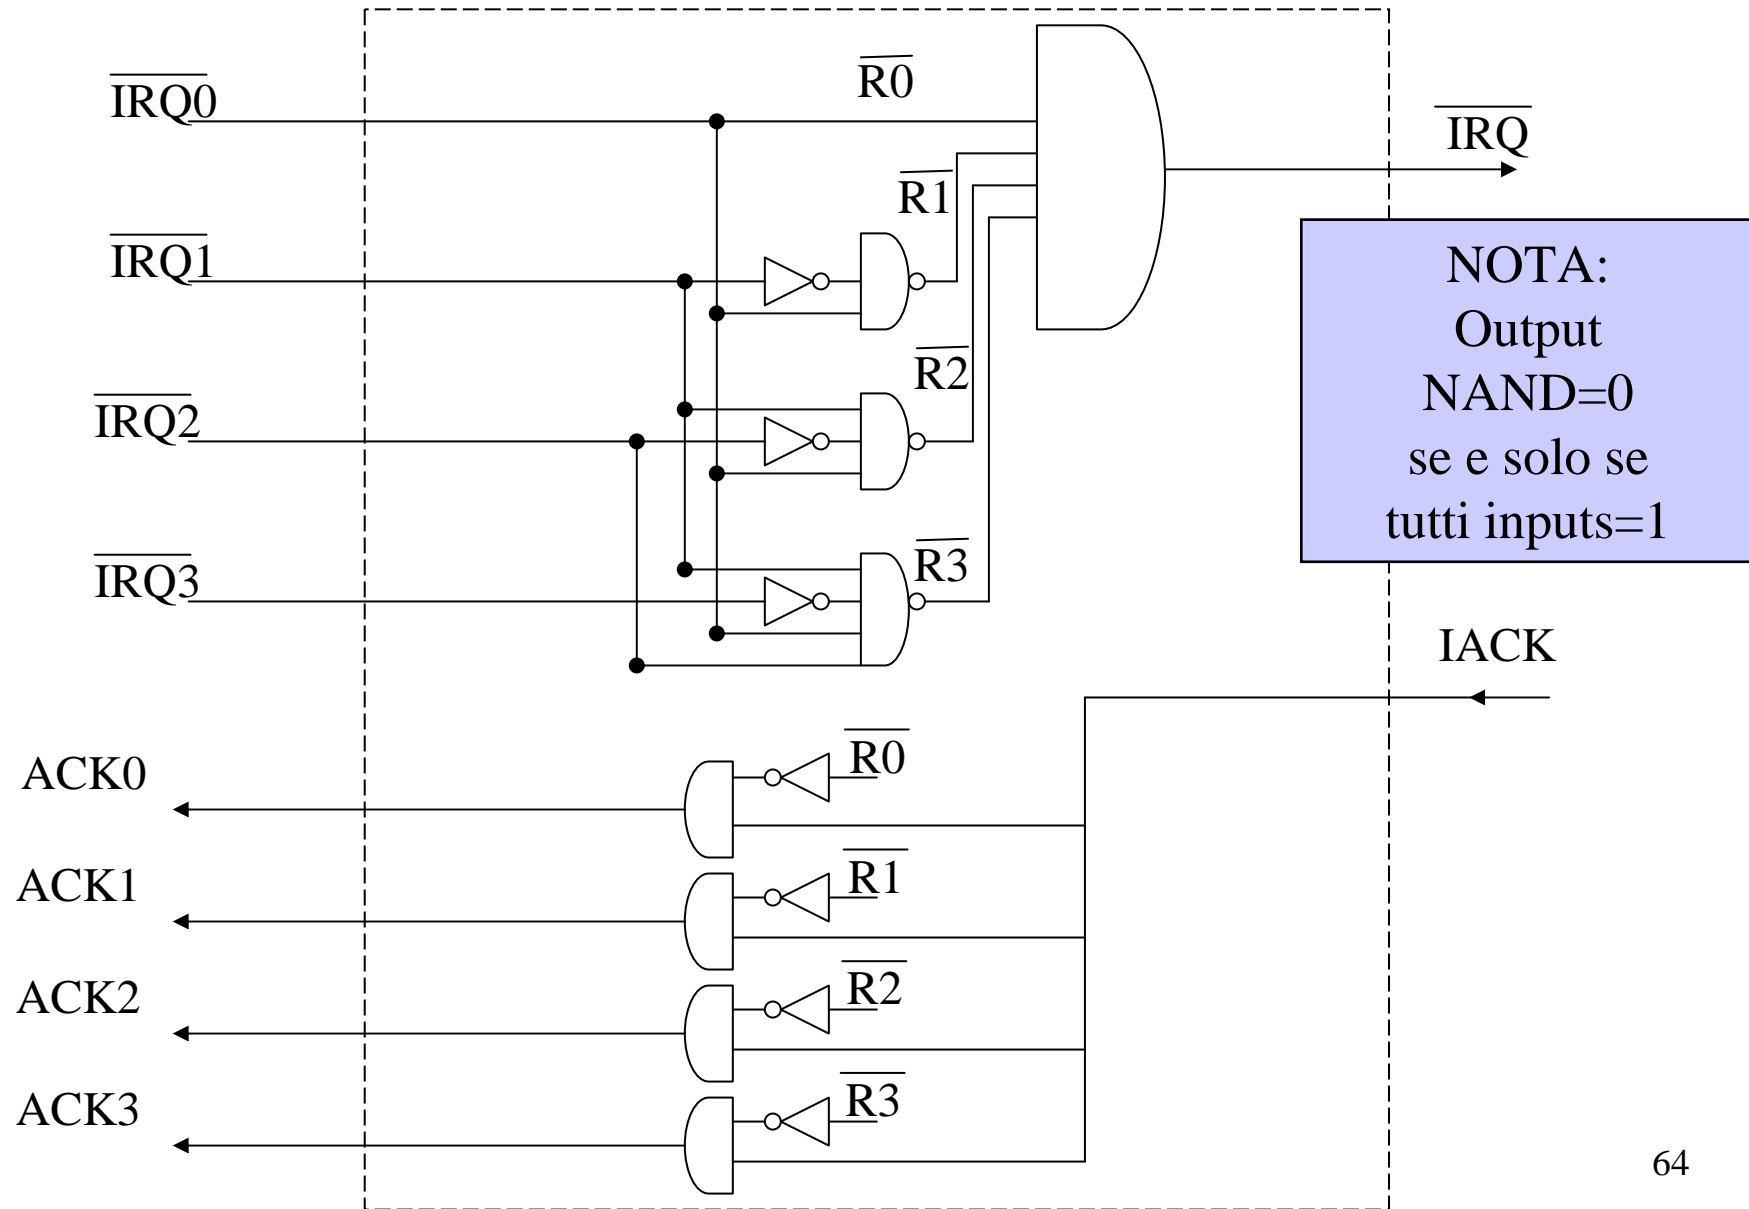 R0
IRQ0
IRQ
R1
IRQ1
NOTA:
Output
NAND=0
se e solo se
tutti inputs=1
R2
IRQ2
R3
IRQ3
IACK
R0
ACK0
R1
ACK1
R2
ACK2
R3
ACK3
64